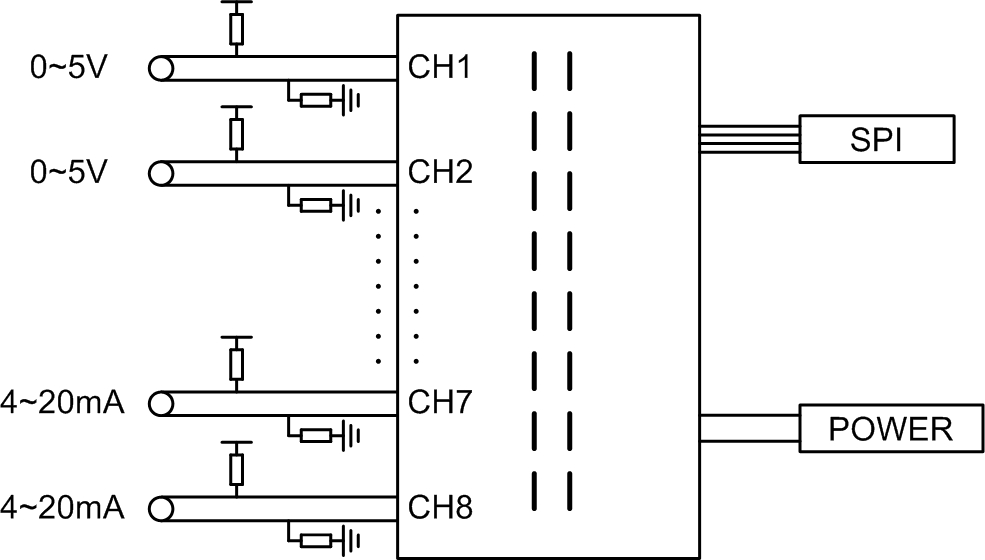 0~5V
CH1
0~5V
CH2
SPI
4~20mA
CH7
POWER
4~20mA
CH8